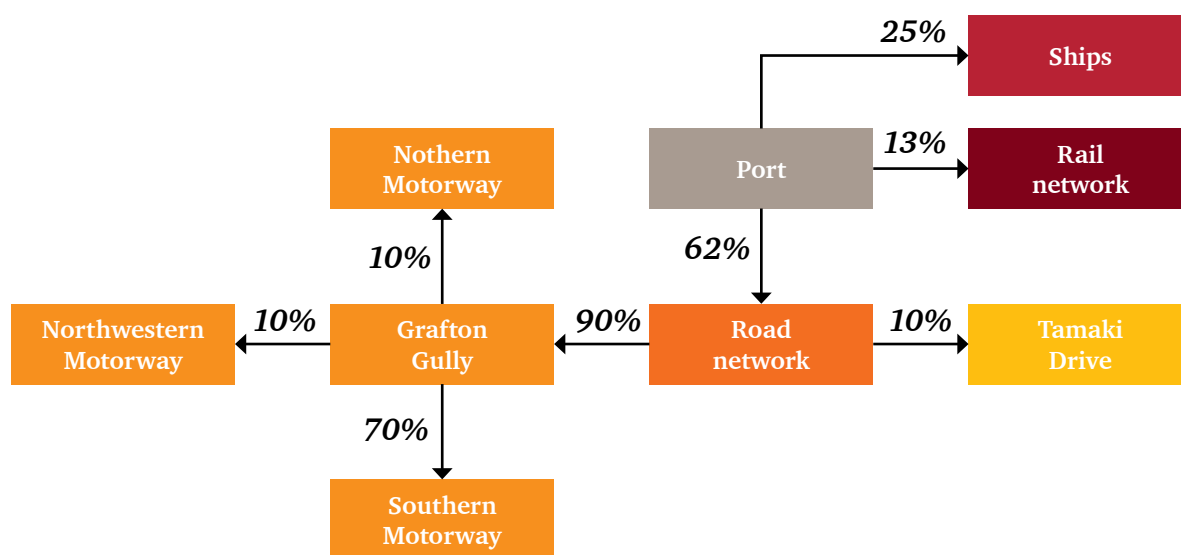 25%
Ships
Nothern
Motorway
Port
13%
Rail
network
10%
62%
Northwestern
Motorway
10%
Grafton
Gully
90%
Road
network
10%
Tamaki
Drive
70%
Southern
Motorway